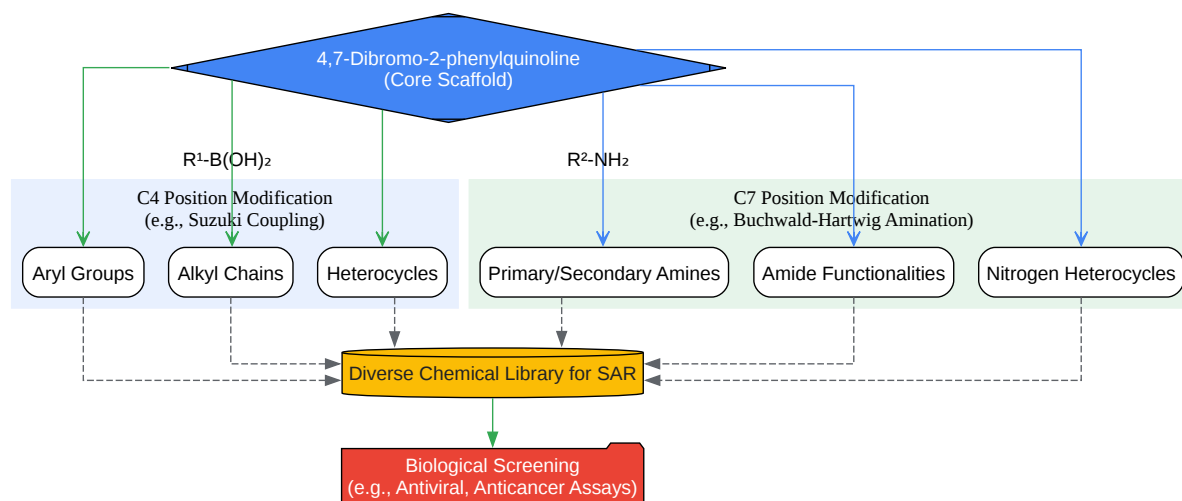 4,7-Dibromo-2-phenylquinoline
(Core Scaffold)
R¹-B(OH)₂
R²-NH₂
C4 Position Modification
(e.g., Suzuki Coupling)
C7 Position Modification
(e.g., Buchwald-Hartwig Amination)
Aryl Groups
Alkyl Chains
Heterocycles
Primary/Secondary Amines
Amide Functionalities
Nitrogen Heterocycles
Diverse Chemical Library for SAR
Biological Screening
(e.g., Antiviral, Anticancer Assays)